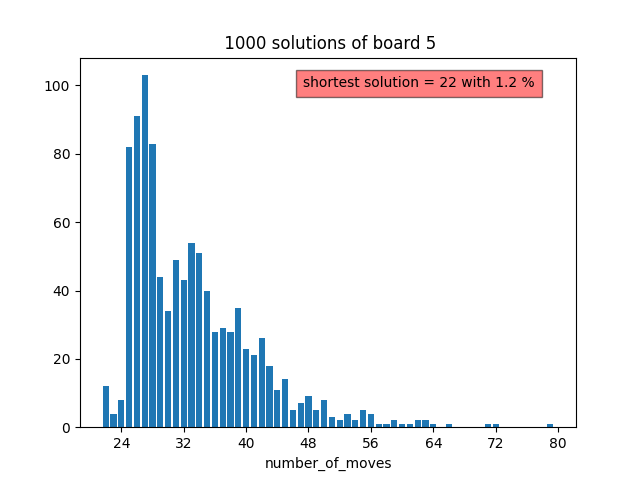 1000 solutions of board 5
shortest solution = 22 with 1.2 %
100
80
60
40
20
0
24 32 40 48 56 64 72 80
number_of_moves